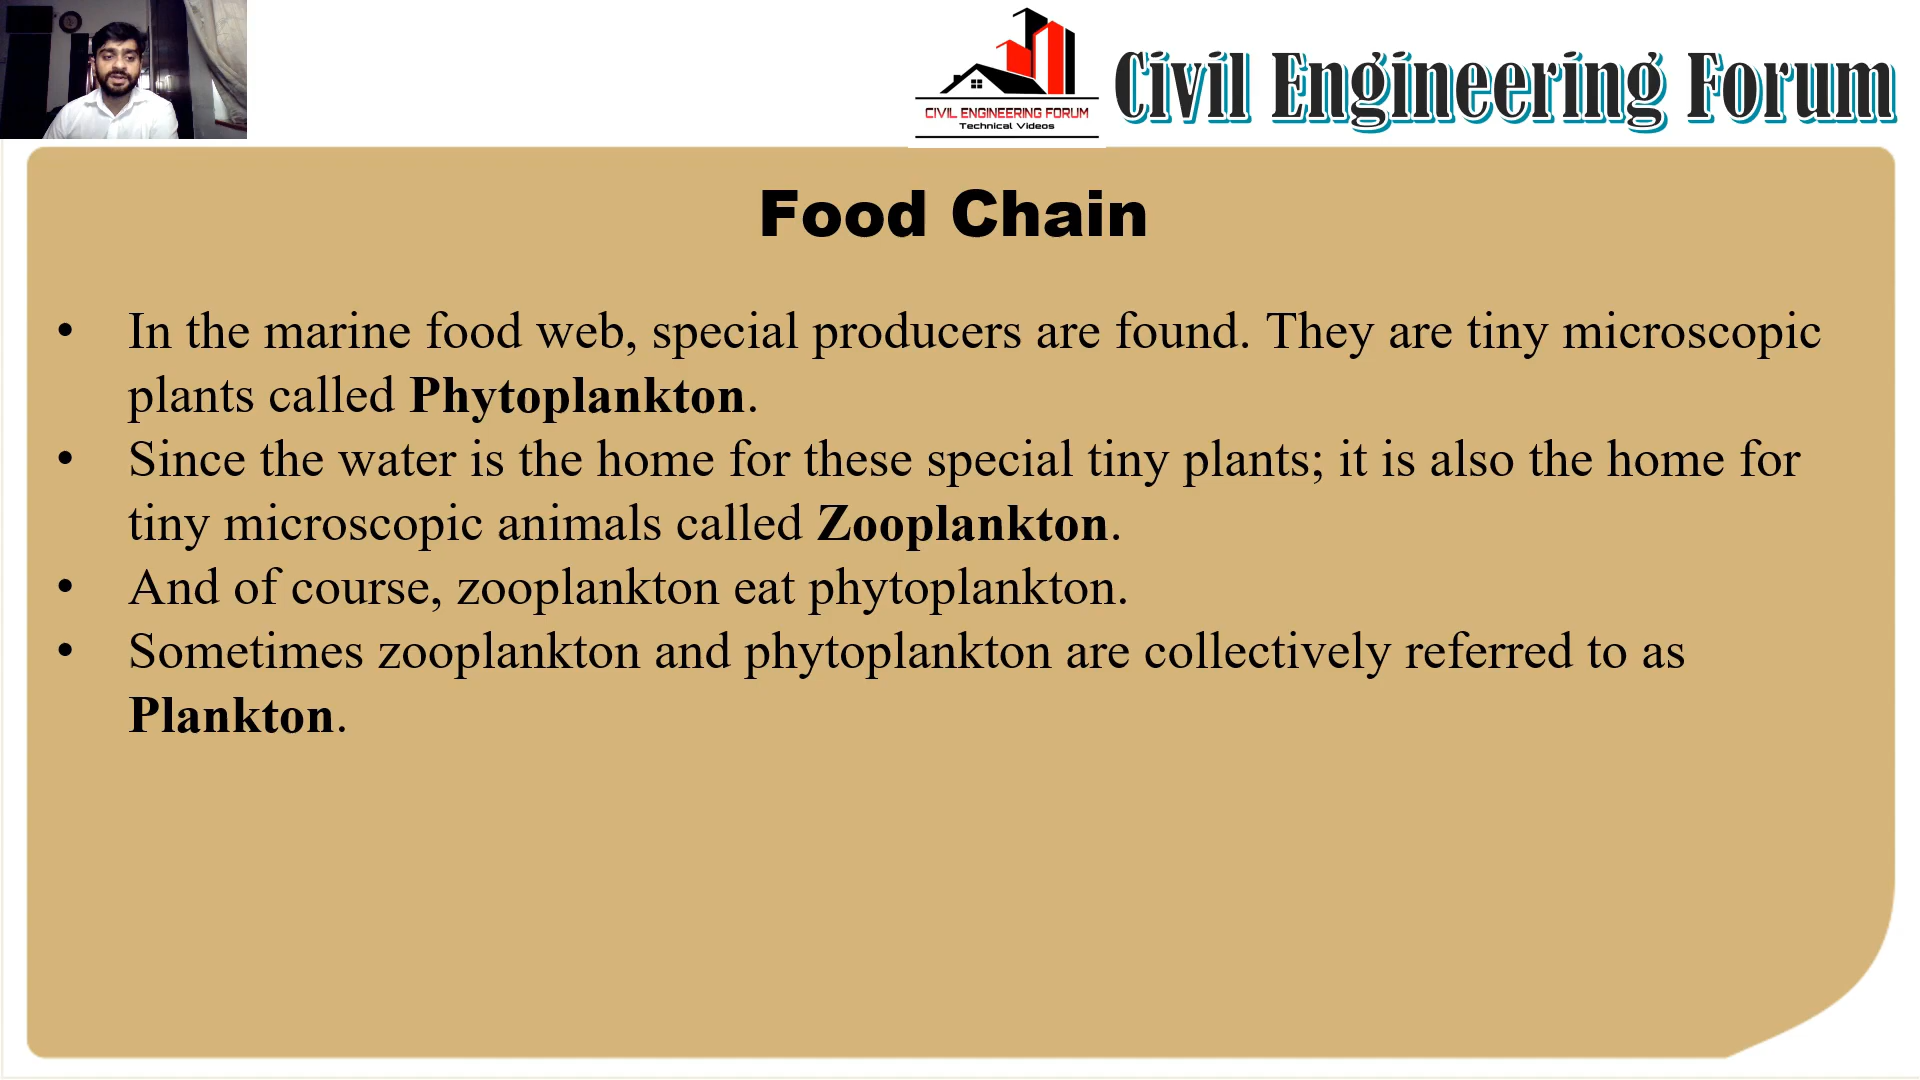 CIVIL ENGINEERING FORUM
Technical Videos
Civil Engineering Forum
Food Chain
• In the marine food web, special producers are found. They are tiny microscopic
plants called Phytoplankton.
• Since the water is the home for these special tiny plants; it is also the home for
tiny microscopic animals called Zooplankton.
• And of course, zooplankton eat phytoplankton.
• Sometimes zooplankton and phytoplankton are collectively referred to as
Plankton.